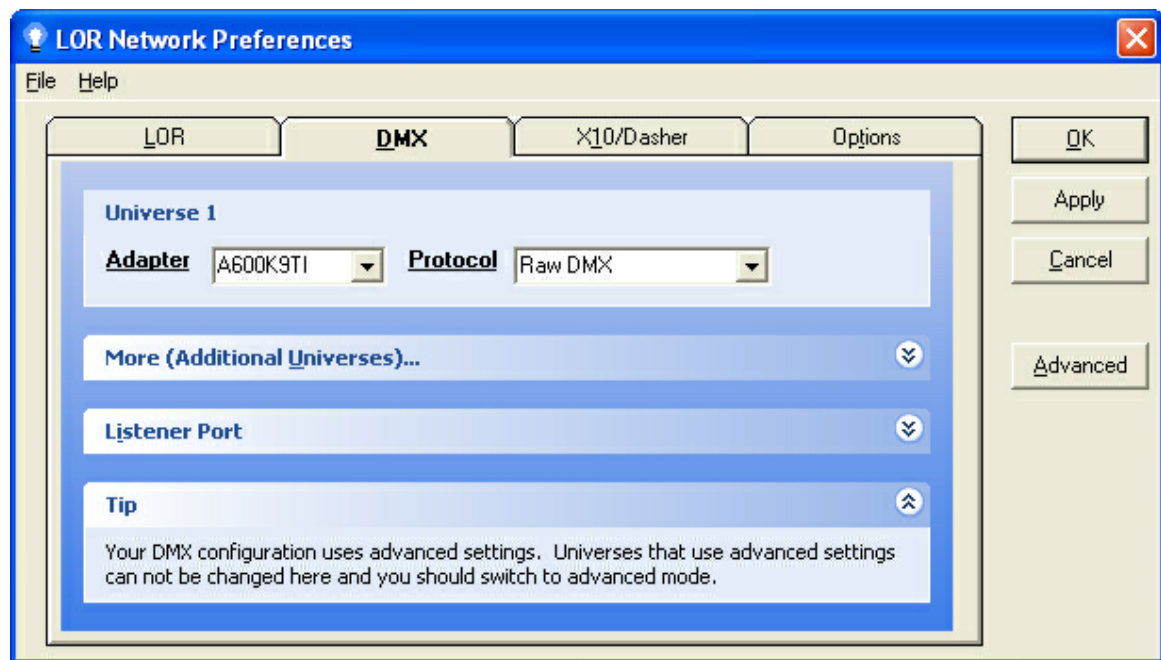 LOR Network Preferences
File Help
LOR DMX X10/Dasher Options
OK
Universe 1
Apply
Adapter A600K9TI Protocol Raw DMX
Cancel
More (Additional Universes)...
Advanced
Listener Port
Tip
Your DMX configuration uses advanced settings. Universes that use advanced settings
can not be changed here and you should switch to advanced mode.